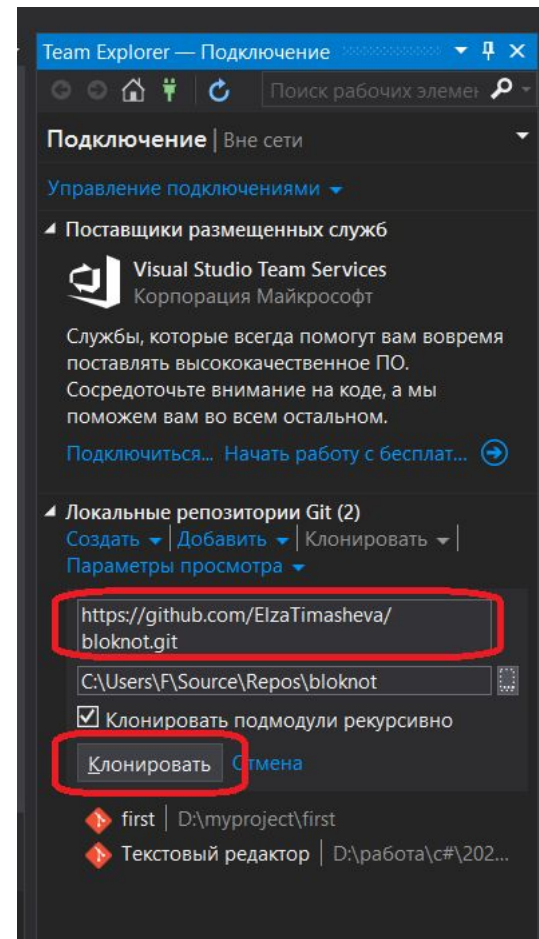 Team Explorer — Подключение
Поиск рабочих элемен
Подключение | Вне сети
Управление подключениями
Поставщики размещенных служб
Visual Studio Team Services
Корпорация Майкрософт
Службы, которые всегда помогут вам вовремя
поставлять высококачественное ПО.
Сосредоточьте внимание на коде, а мы
поможем вам во всем остальном.
Подключиться... Начать работу с бесплат...
Локальные репозитории Git (2)
Создать | Добавить | Клонировать |
Параметры просмотра
https://github.com/ElzaTimasheva/
bloknot.git
C:\Users\F\Source\Repos\bloknot
...
Клонировать подмодули рекурсивно
Клонировать Отмена
first | D:\myproject\first
Текстовый редактор | D:\работа\c#\202...